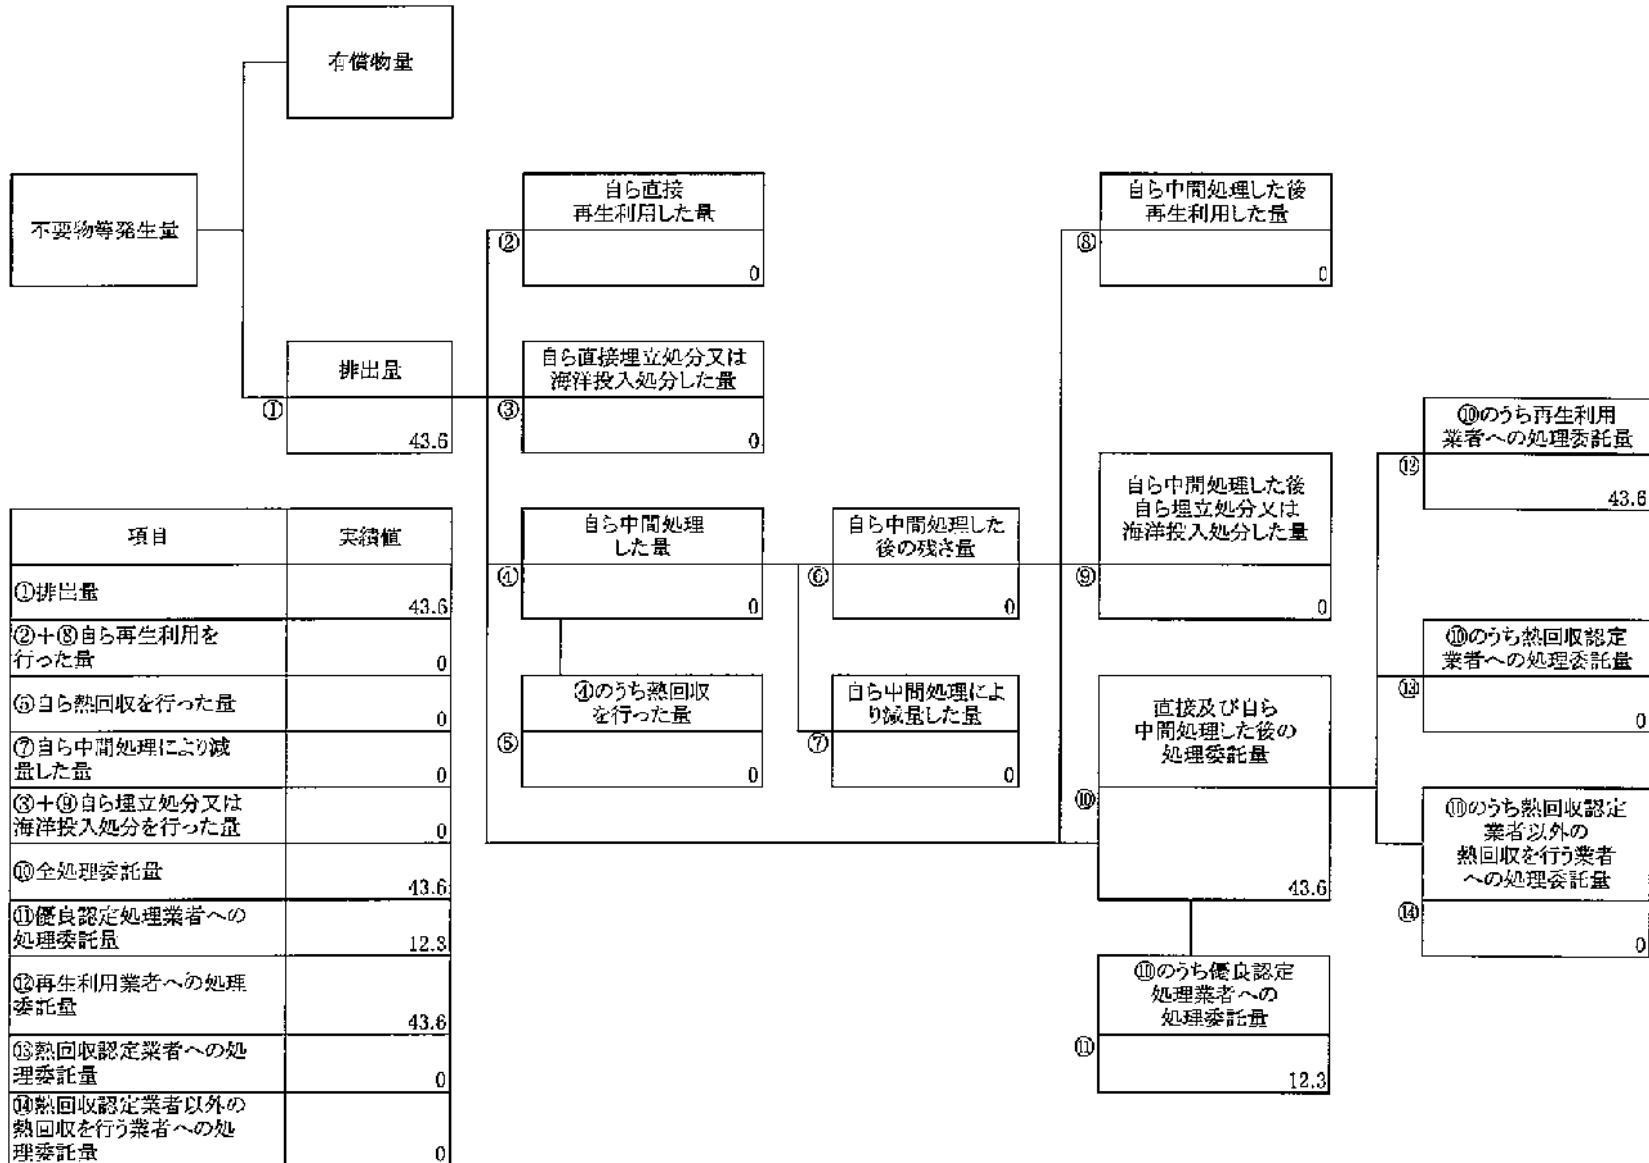 有償物量
不要物等発生量
排出量
①
43.6
自ら直接
再生利用した量
②
0
自ら直接埋立処分又は
海洋投入処分した量
③
0
自ら中間処理
した量
④
0
④のうち熱回収
を行った量
⑤
0
自ら中間処理した
後の残さ量
⑥
0
自ら中間処理によ
り減量した量
⑦
0
自ら中間処理した後
再生利用した量
⑧
0
自ら中間処理した後
自ら埋立処分又は
海洋投入処分した量
⑨
0
直接及び自ら
中間処理した後の
処理委託量
⑩
43.6
⑩のうち優良認定
処理業者への
処理委託量
⑪
12.3
⑩のうち再生利用
業者への処理委託量
⑫
43.6
⑩のうち熱回収認定
業者への処理委託量
⑬
0
⑩のうち熱回収認定
業者以外の
熱回収を行う業者
への処理委託量
⑭
0
項目 実績値
①排出量
43.6
②+⑧自ら再生利用を
行った量 0
⑤自ら熱回収を行った量
0
⑦自ら中間処理により減
量した量 0
③+⑨自ら埋立処分又は
海洋投入処分を行った量 0
⑩全処理委託量
43.6
⑪優良認定処理業者への
処理委託量 12.3
⑫再生利用業者への処理
委託量
43.6
⑬熱回収認定業者への処
理委託量 0
⑭熱回収認定業者以外の
熱回収を行う業者への処
理委託量 0